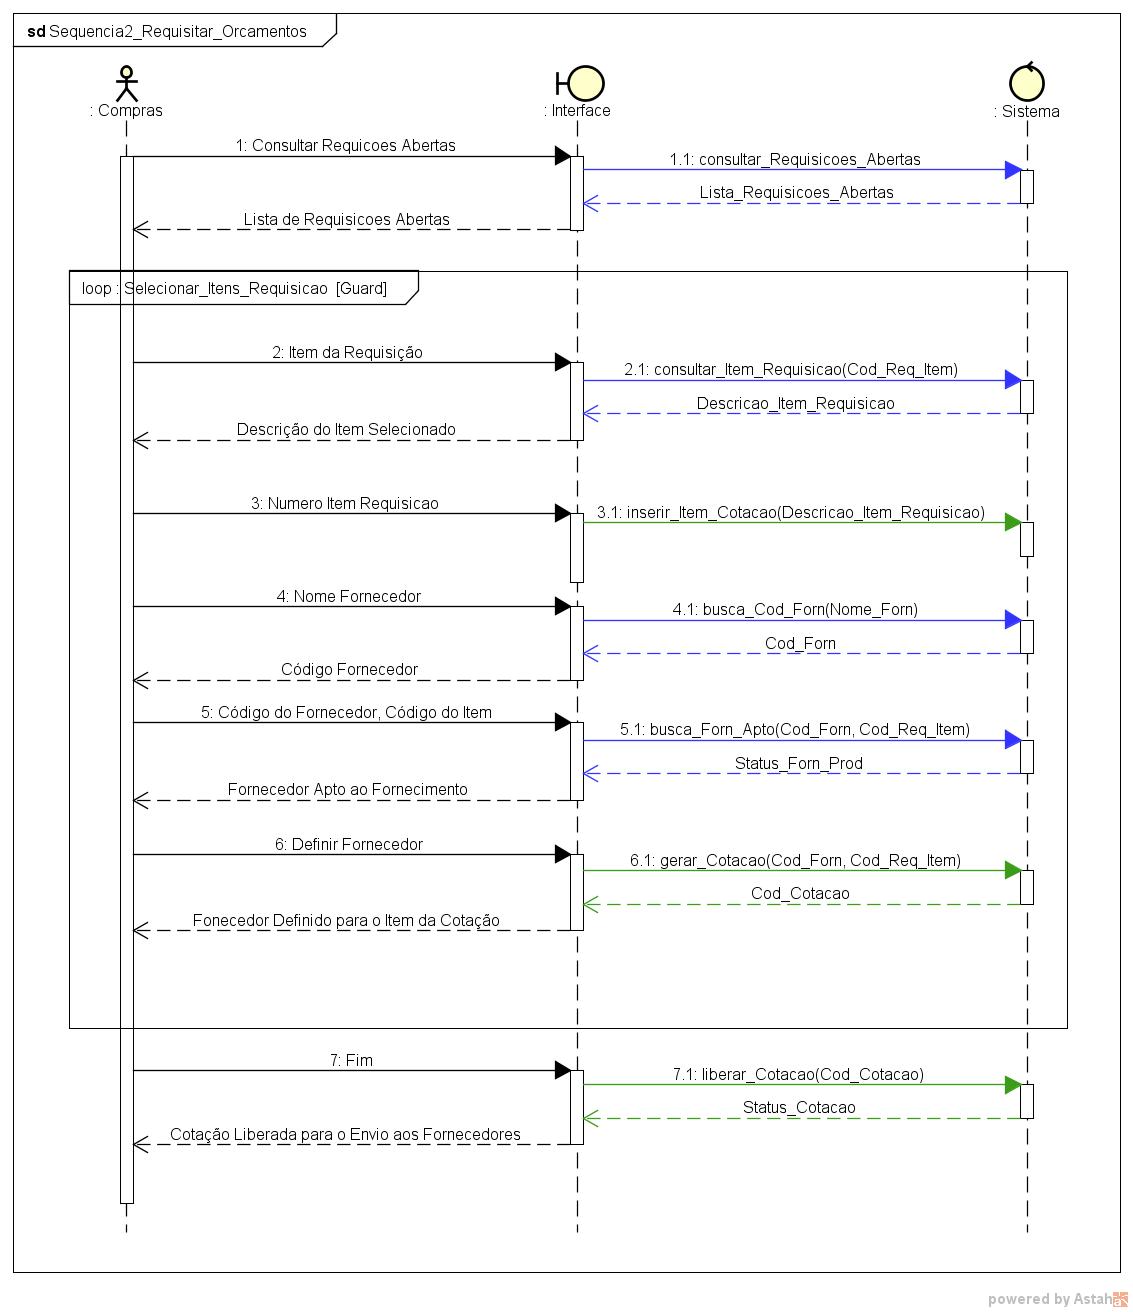 sd Sequencia2_Requisitar_Orcamentos
: Compras
: Interface
: Sistema
1: Consultar Requicoes Abertas
1.1: consultar_Requisicoes_Abertas
Lista_Requisicoes_Abertas
Lista de Requisicoes Abertas
loop : Selecionar_Itens_Requisicao [Guard]
2: Item da Requisição
2.1: consultar_Item_Requisicao(Cod_Req_Item)
Descricao_Item_Requisicao
Descrição do Item Selecionado
3: Numero Item Requisicao
3.1: inserir_Item_Cotacao(Descricao_Item_Requisicao)
4: Nome Fornecedor
4.1: busca_Cod_Forn(Nome_Forn)
Cod_Forn
Código Fornecedor
5: Código do Fornecedor, Código do Item
5.1: busca_Forn_Apto(Cod_Forn, Cod_Req_Item)
Status_Forn_Prod
Fornecedor Apto ao Fornecimento
6: Definir Fornecedor
6.1: gerar_Cotacao(Cod_Forn, Cod_Req_Item)
Cod_Cotacao
Fonecedor Definido para o Item da Cotação
7: Fim
7.1: liberar_Cotacao(Cod_Cotacao)
Status_Cotacao
Cotação Liberada para o Envio aos Fornecedores
powered by Astah